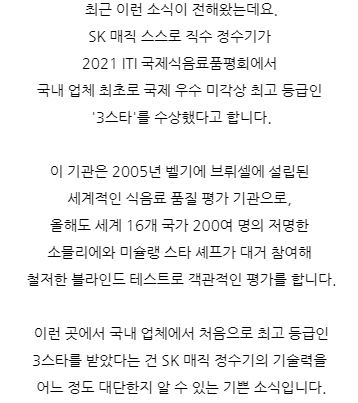 최근 이런 소식이 전해왔는데요.
SK 매직 스스로 직수 정수기가
2021 ITI 국제식음료품평회에서
국내 업체 최초로 국제 우수 미각상 최고 등급인
'3스타'를 수상했다고 합니다.
이 기관은 2005년 벨기에 브뤼셀에 설립된
세계적인 식음료 품질 평가 기관으로,
올해도 세계 16개 국가 200여 명의 저명한
소믈리에와 미슐랭 스타 셰프가 대거 참여해
철저한 블라인드 테스트로 객관적인 평가를 합니다.
이런 곳에서 국내 업체에서 처음으로 최고 등급인
3스타를 받았다는 건 SK 매직 정수기의 기술력을
어느 정도 대단한지 알 수 있는 기쁜 소식입니다.